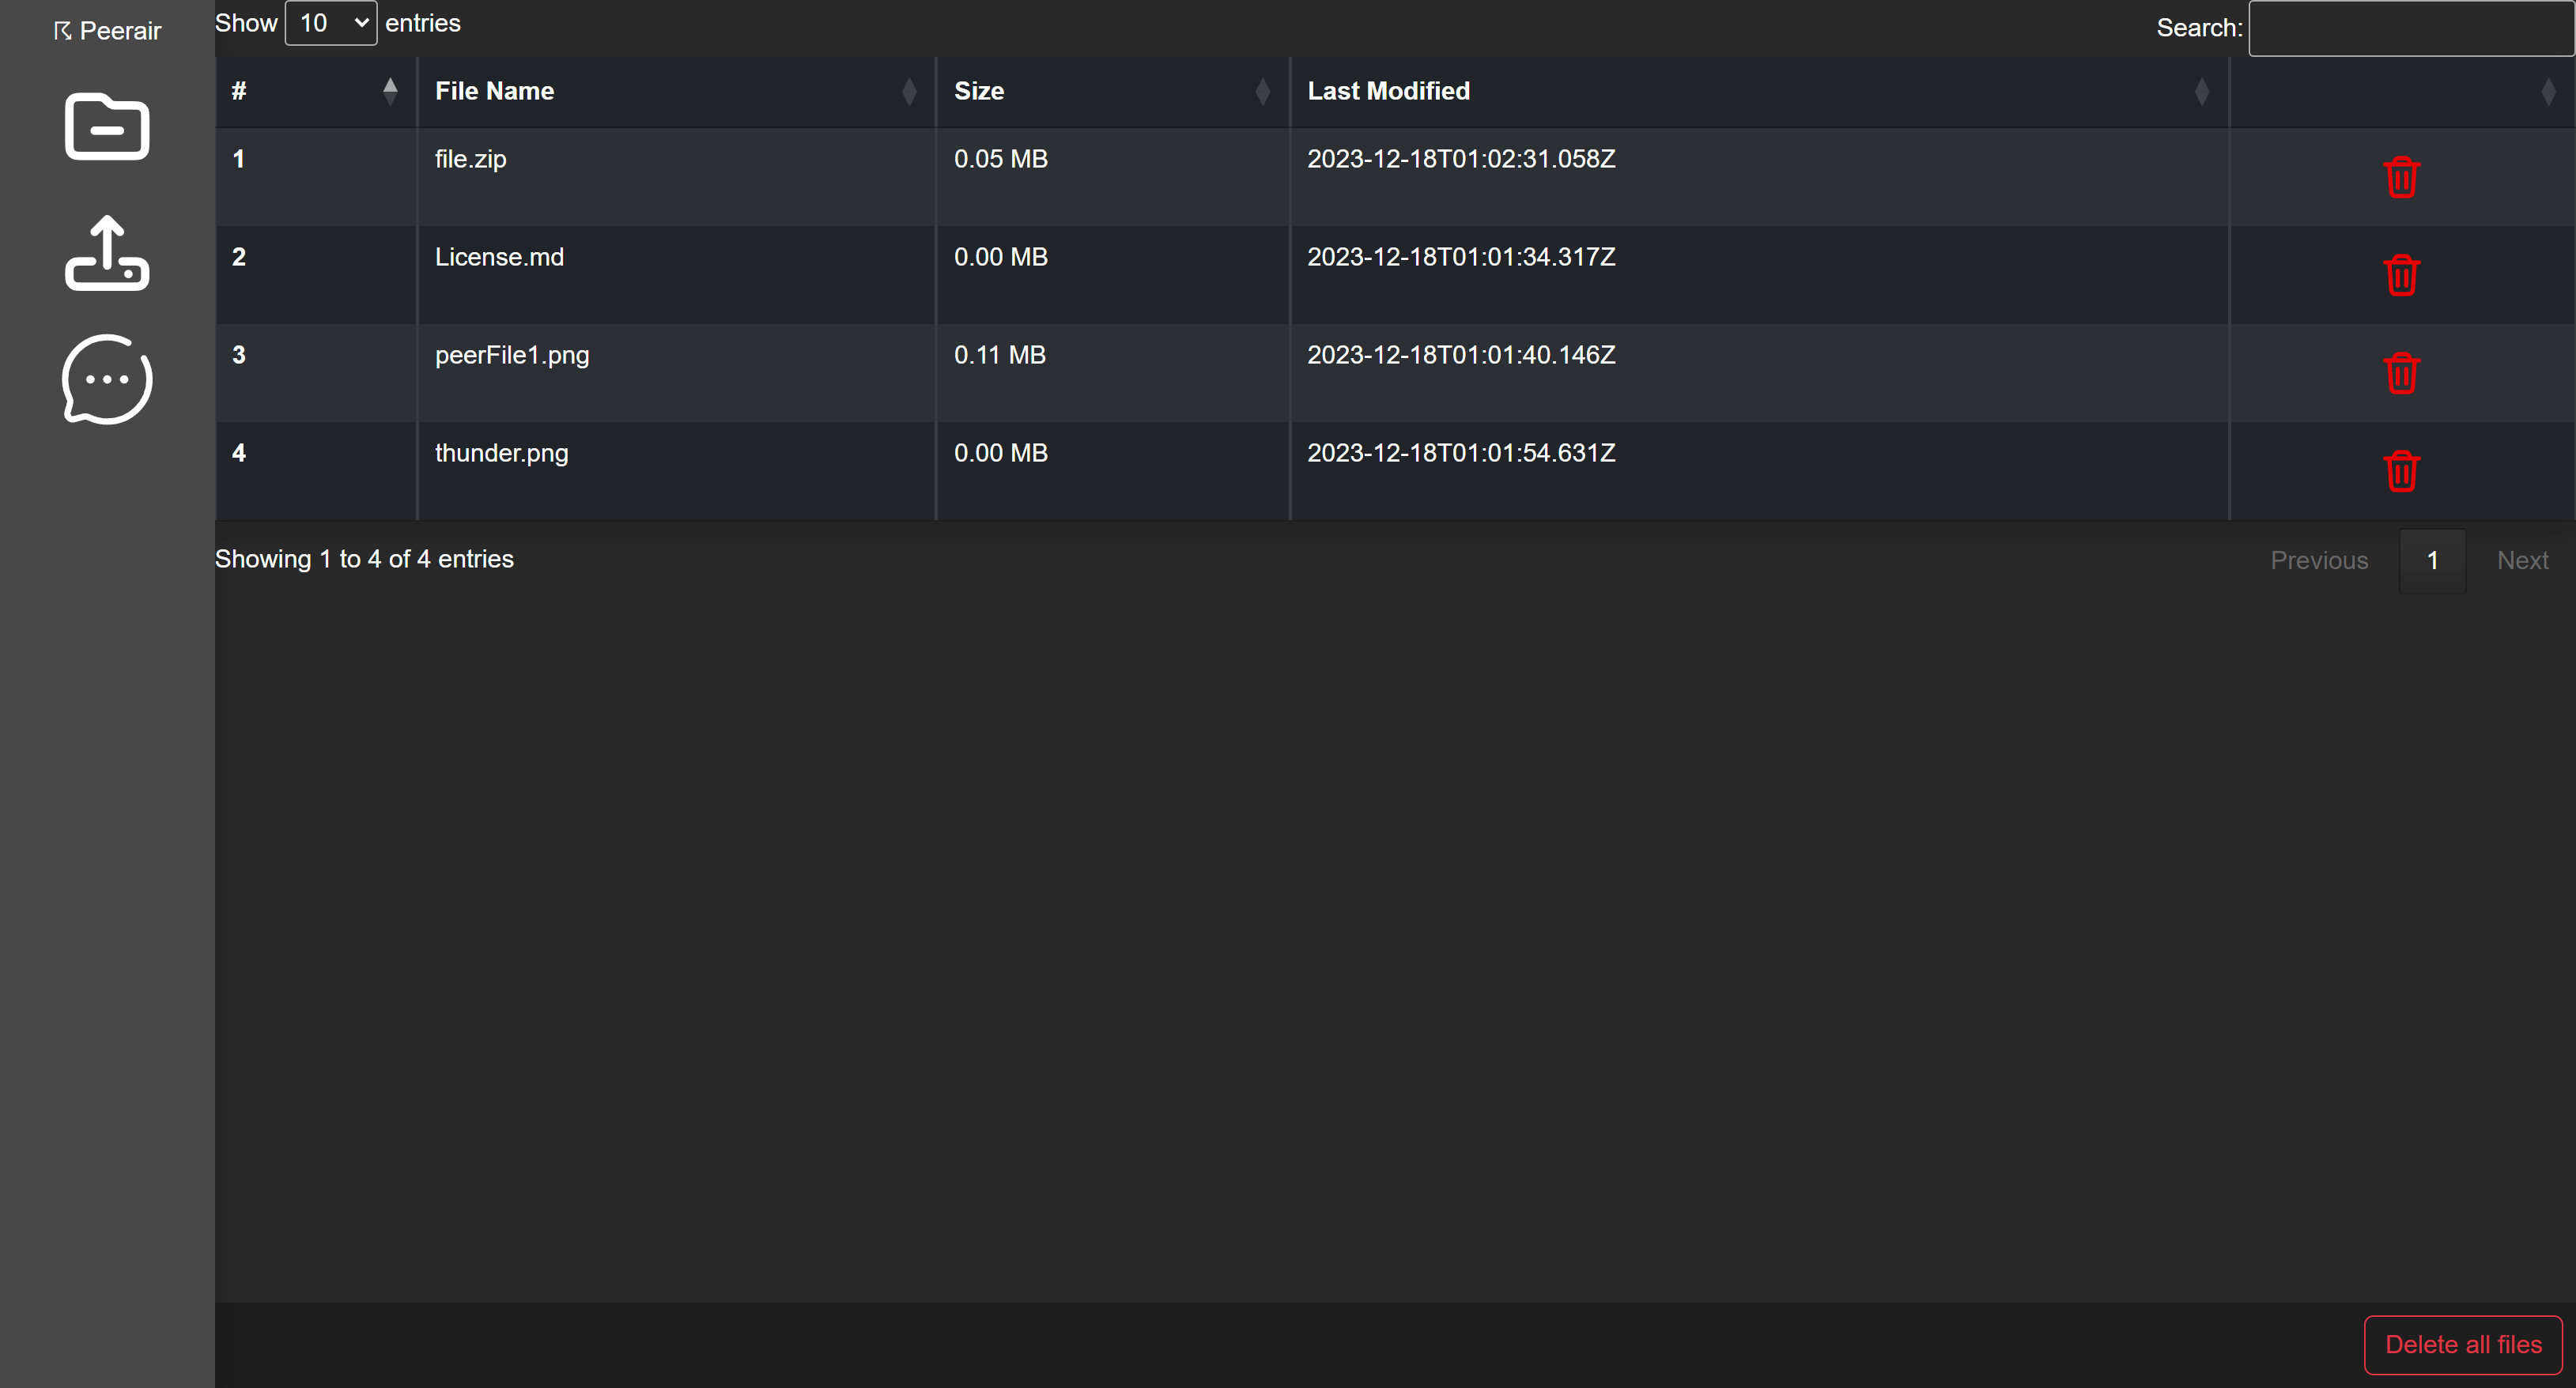 ☈ Peerair
Show 10 entries
Search:
# File Name Size Last Modified
1 file.zip 0.05 MB 2023-12-18T01:02:31.058Z
2 License.md 0.00 MB 2023-12-18T01:01:34.317Z
3 peerFile1.png 0.11 MB 2023-12-18T01:01:40.146Z
4 thunder.png 0.00 MB 2023-12-18T01:01:54.631Z
Showing 1 to 4 of 4 entries
Previous 1 Next
Delete all files